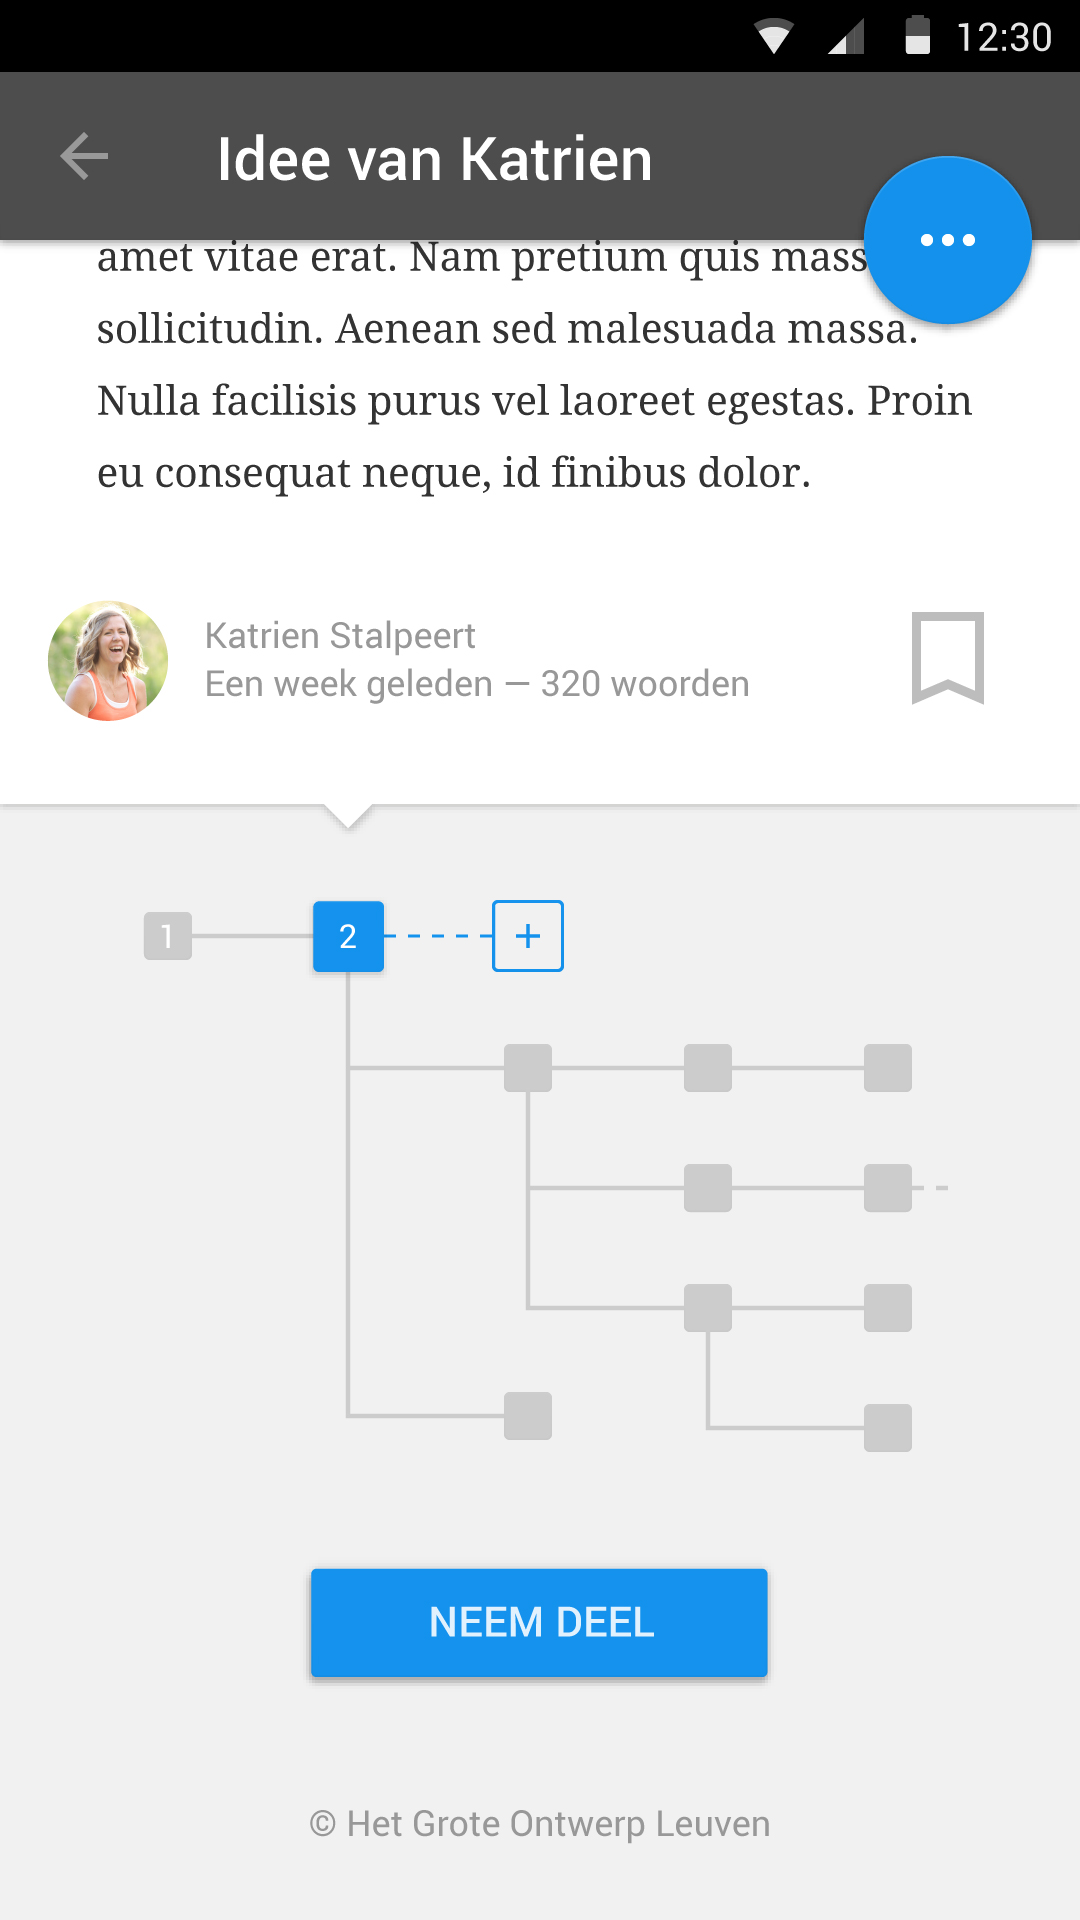 12:30
Idee van Katrien
amet vitae erat. Nam pretium quis mass
sollicitudin. Aenean sed malesuada massa.
Nulla facilisis purus vel laoreet egestas. Proin
eu consequat neque, id finibus dolor.
Katrien Stalpeert
Een week geleden — 320 woorden
1 2 +
NEEM DEEL
© Het Grote Ontwerp Leuven